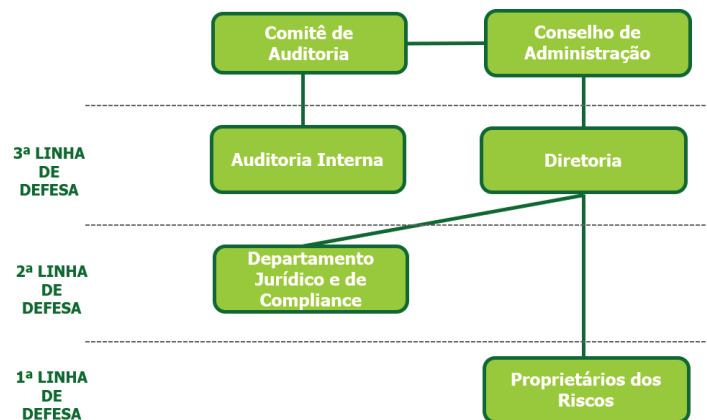 Comitê de
Auditoria
Conselho de
Administração
3ª LINHA
DE
DEFESA
Auditoria Interna
Diretoria
2ª LINHA
DE
DEFESA
Departamento
Jurídico e de
Compliance
1ª LINHA
DE
DEFESA
Proprietários dos
Riscos